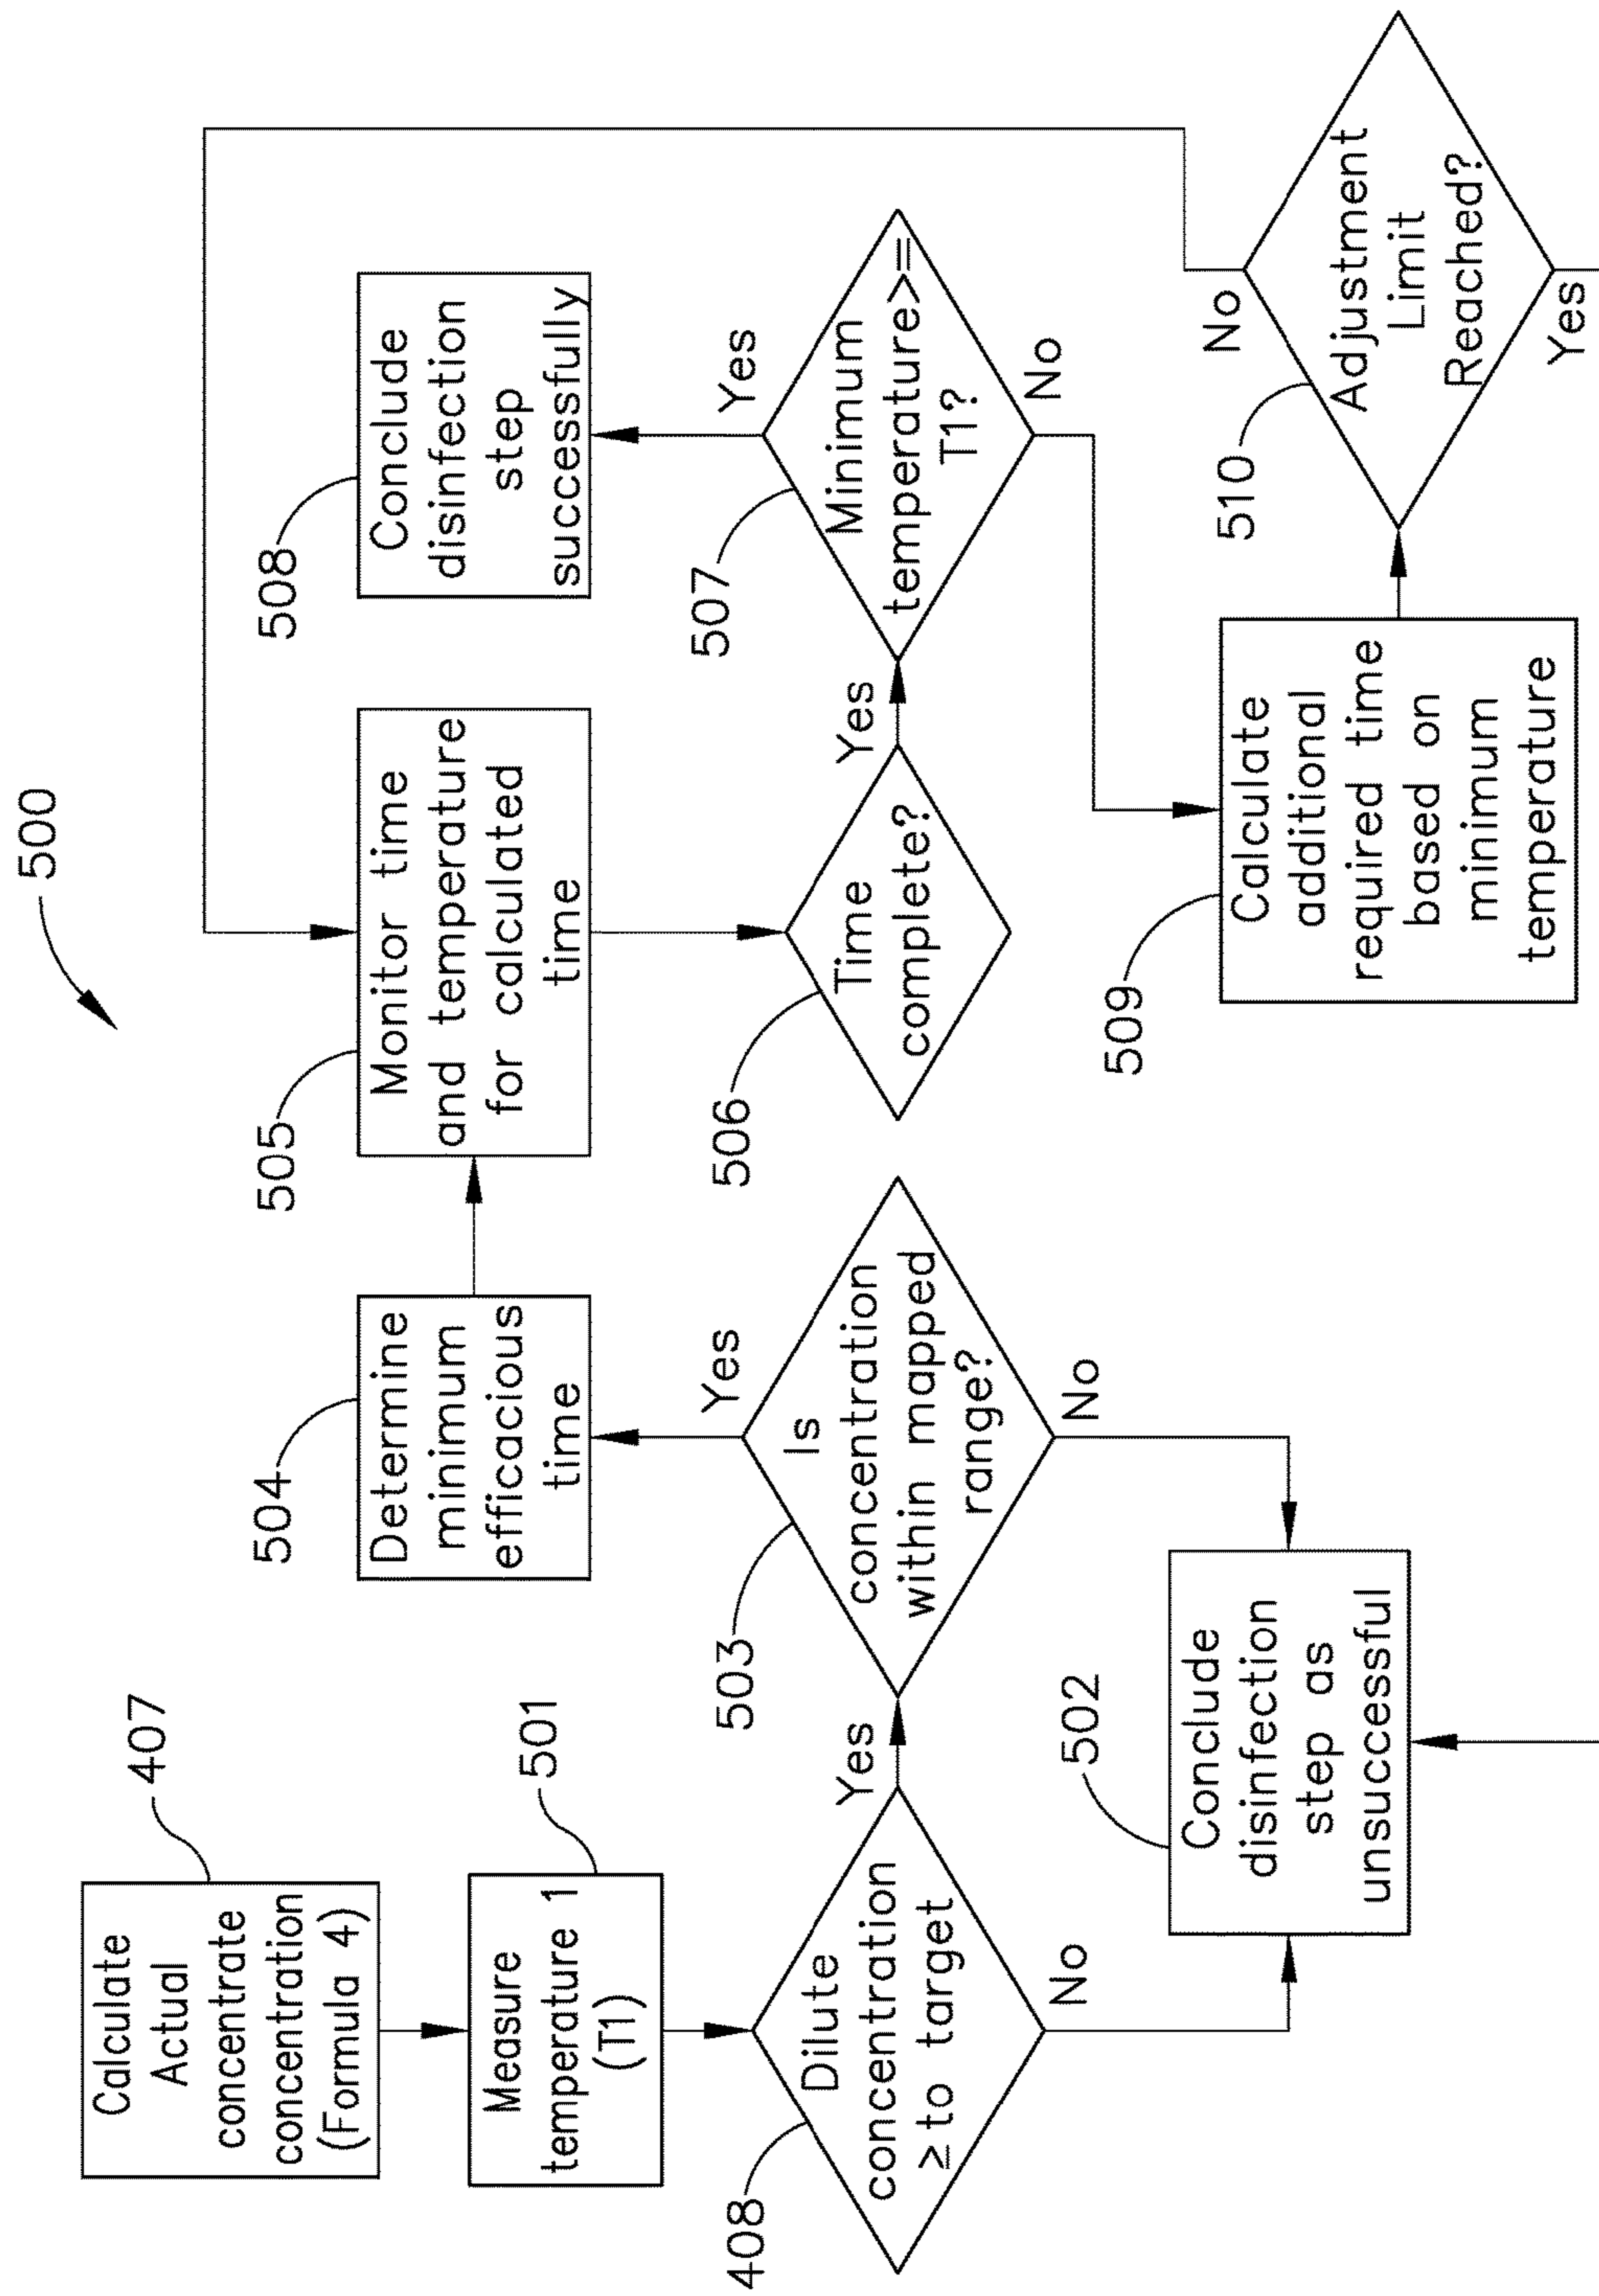 500
Calculate
Actual
concentrate
concentration
(Formula 4)
407
Measure
temperature 1
(T1)
501
Dilute
concentration
≥ to target
408
Yes
No
Conclude
disinfection
step as
unsuccessful
502
Is
concentration
within mapped
range?
503
Yes
No
Determine
minimum
efficacious
time
504
Monitor time
and temperature
for calculated
time
505
Time
complete?
506
Yes
Minimum
temperature>=
T1?
507
Yes
No
Conclude
disinfection
step
successfully
508
Calculate
additional
required time
based on
minimum
temperature
509
Adjustment
Limit
Reached?
510
No
Yes